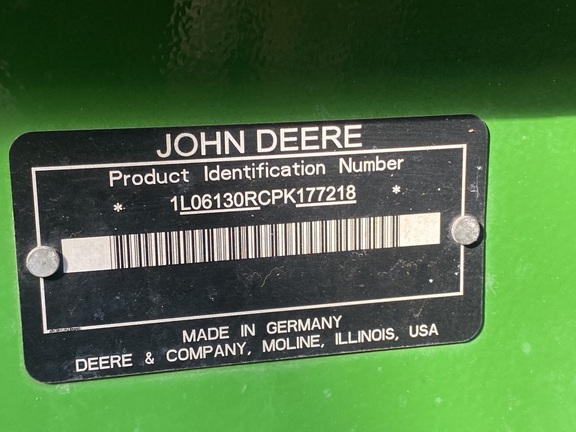 JOHN DEERE
Product Identification Number
* 1L06130RCPK177218 *
MADE IN GERMANY
DEERE & COMPANY, MOLINE, ILLINOIS, USA